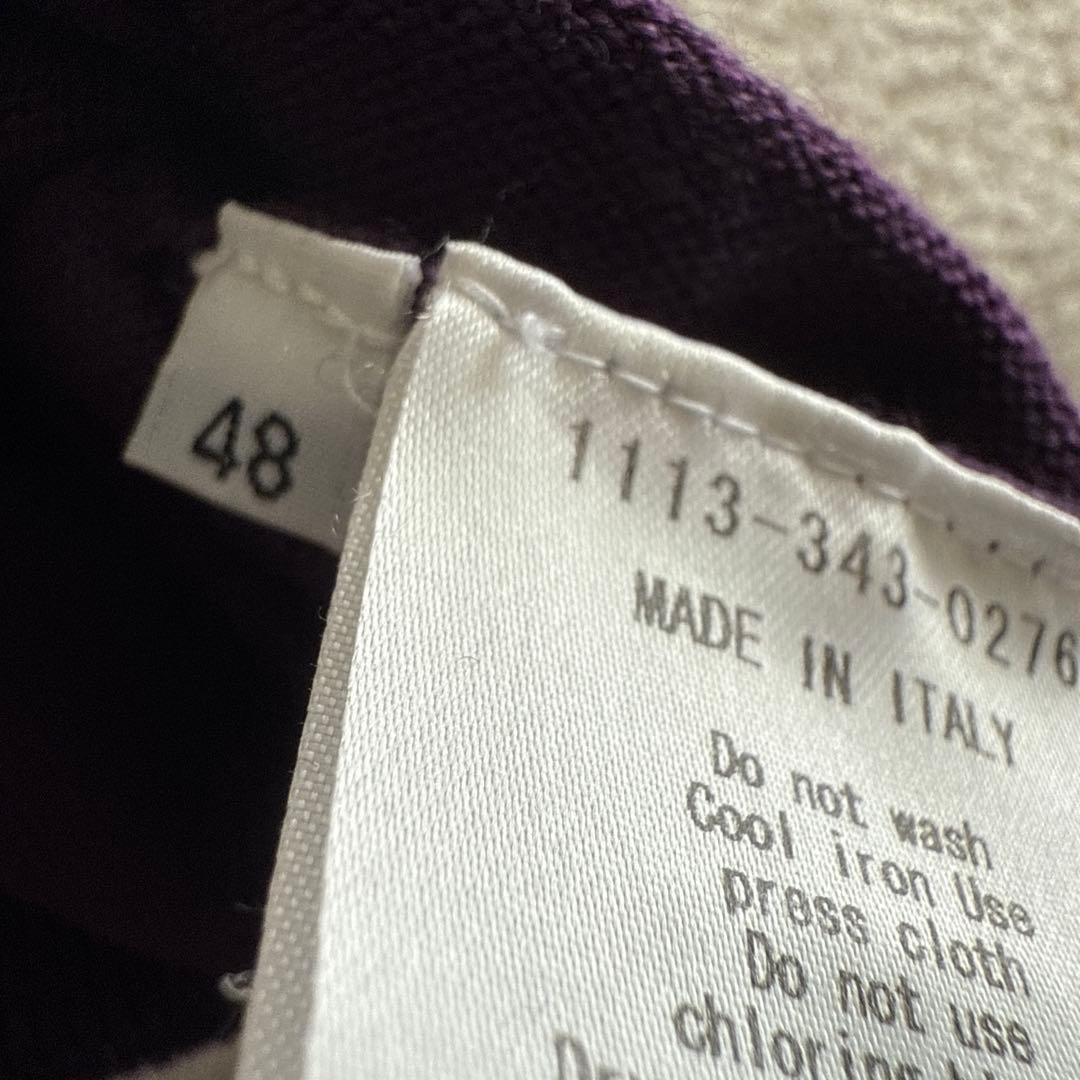 48
1113-343-0276
MADE IN ITALY
Do not wash
Cool iron Use
press cloth
Do not use